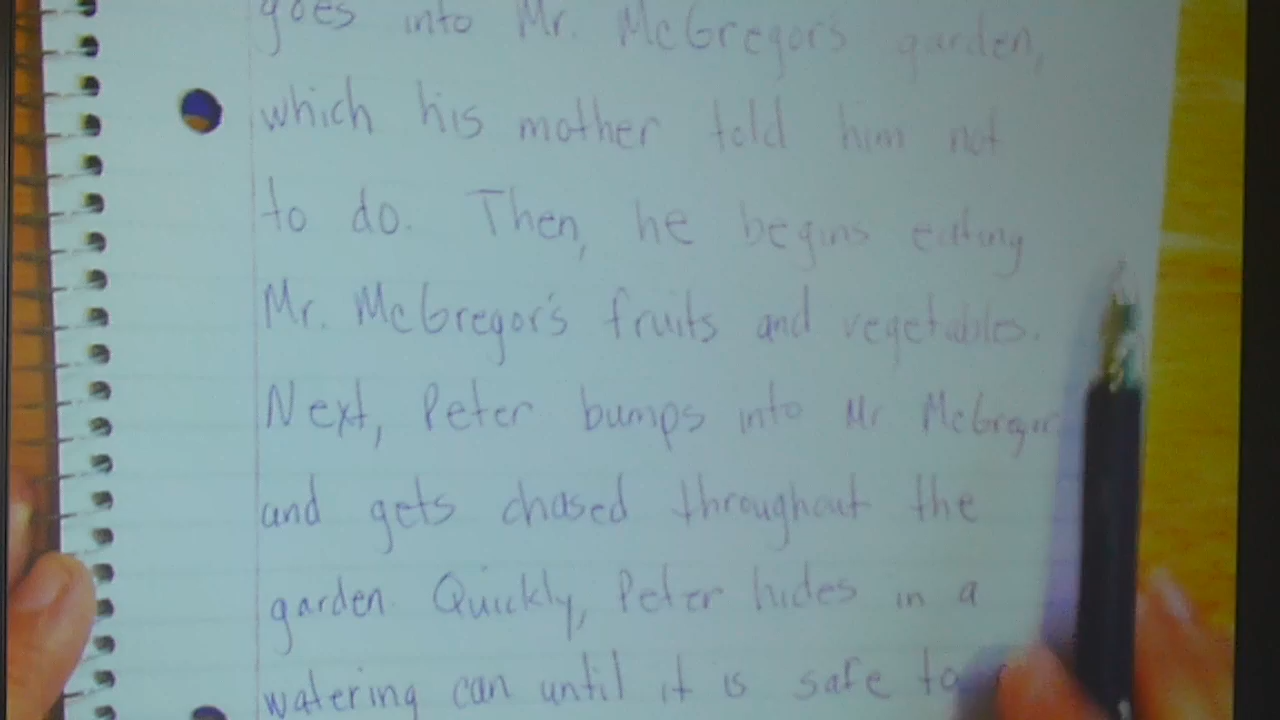 goes into Mr. McGregor's garden,
which his mother told him not
to do. Then, he begins eating
Mr. McGregor's fruits and vegetables.
Next, Peter bumps into Mr McGregor
and gets chased throughout the
garden. Quickly, Peter hides in a
watering can until it is safe to